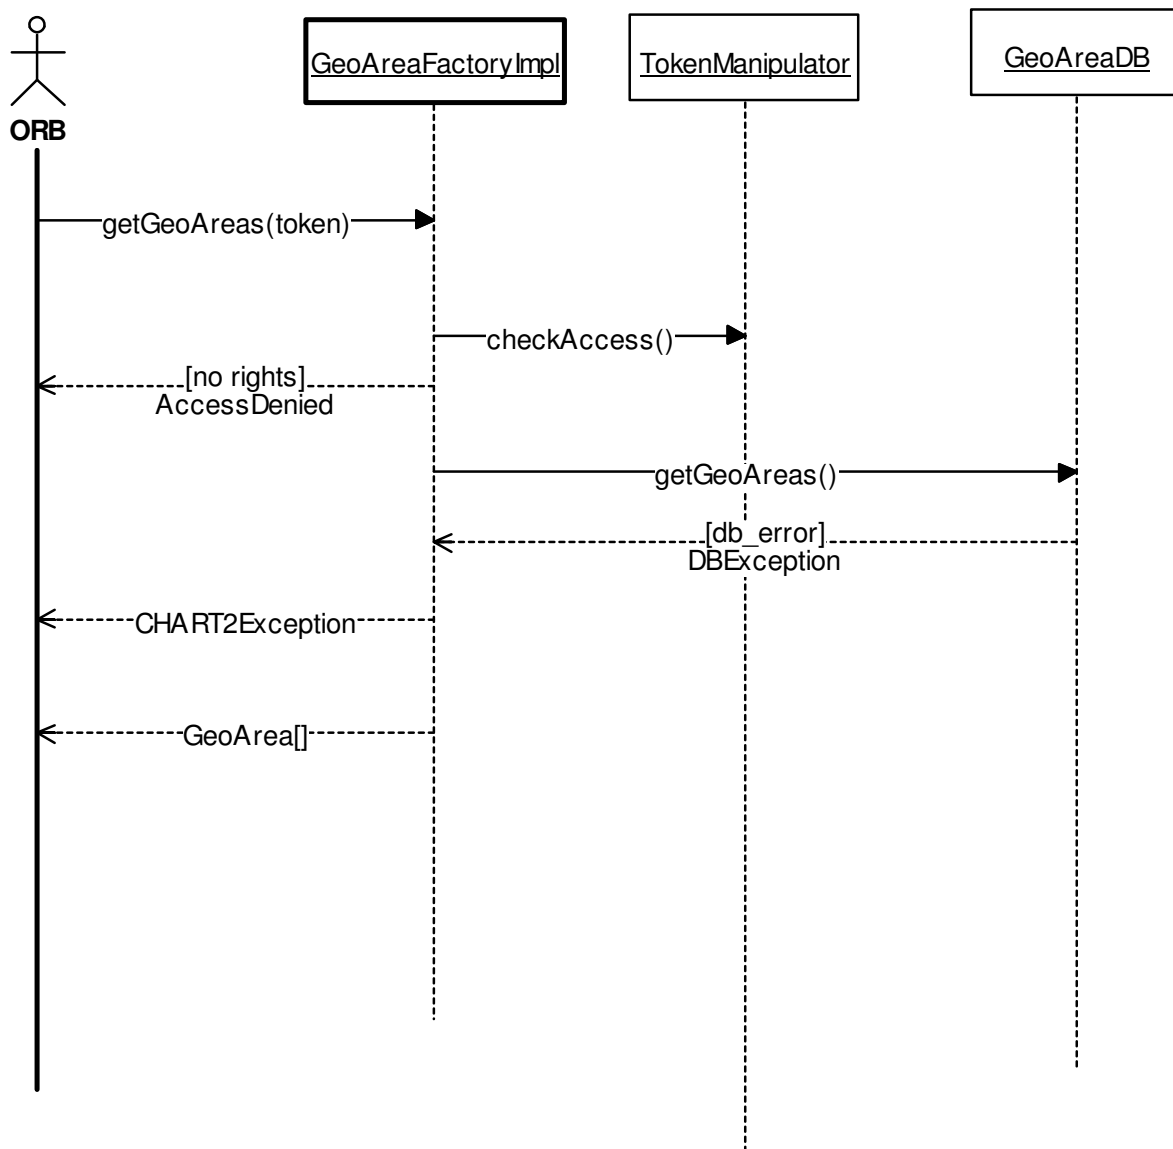 GeoAreaFactoryImpl
TokenManipulator
GeoAreaDB
ORB
getGeoAreas(token)
checkAccess()
[no rights]
AccessDenied
getGeoAreas()
[db_error]
DBException
CHART2Exception
GeoArea[]